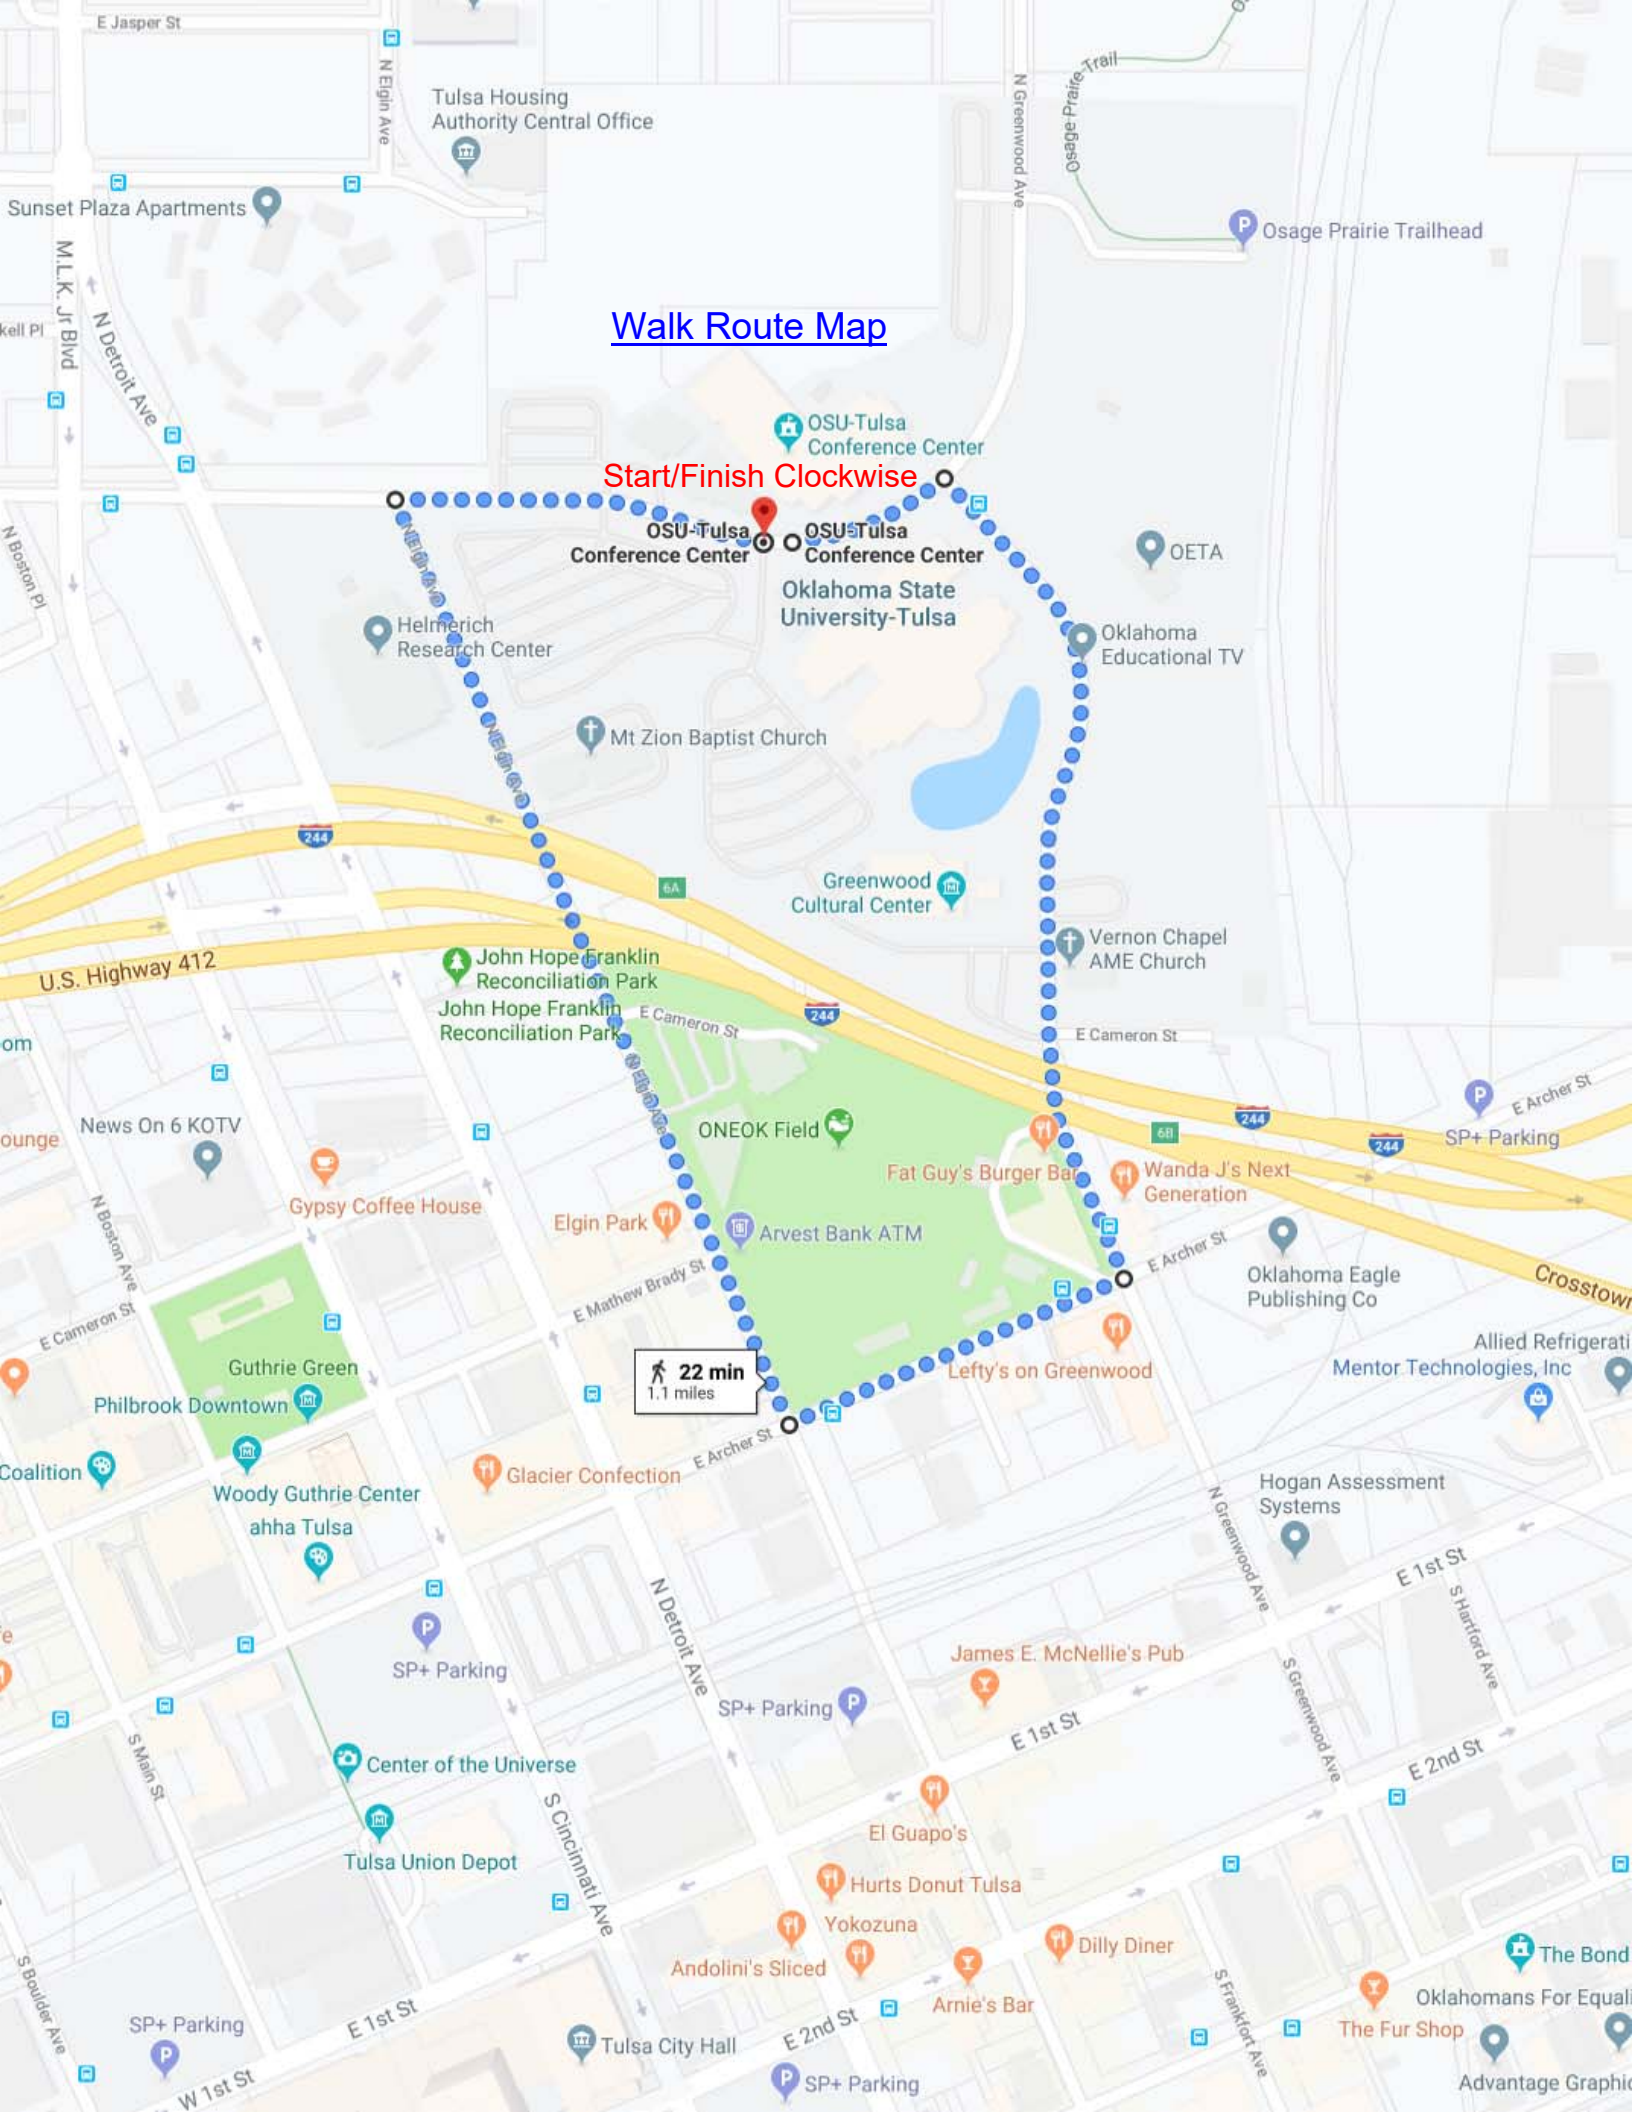 E Jasper St
N Elgin Ave
Tulsa Housing
Authority Central Office
N Greenwood Ave
Osage Prairie Trail
Sunset Plaza Apartments
Osage Prairie Trailhead
M.L.K. Jr Blvd
N Detroit Ave
kell Pl
Walk Route Map
OSU-Tulsa
Conference Center
Start/Finish Clockwise
OSU-Tulsa
Conference Center
OSU-Tulsa
Conference Center
N Boston Pl
N Elgin Ave
OETA
Oklahoma State
University-Tulsa
Helmerich
Research Center
Oklahoma
Educational TV
Mt Zion Baptist Church
N Elgin Ave
244
6A
Greenwood
Cultural Center
Vernon Chapel
AME Church
U.S. Highway 412
John Hope Franklin
Reconciliation Park
John Hope Franklin
Reconciliation Park
E Cameron St
244
E Cameron St
om
N Elgin Ave
News On 6 KOTV
ounge
ONEOK Field
6B
244
244
P
SP+ Parking
E Archer St
Fat Guy's Burger Bar
Wanda J's Next
Generation
Gypsy Coffee House
N Boston Ave
Elgin Park
Arvest Bank ATM
E Archer St
E Mathew Brady St
Oklahoma Eagle
Publishing Co
Crosstown
E Cameron St
Allied Refrigerati
Mentor Technologies, Inc
Guthrie Green
Philbrook Downtown
22 min
1.1 miles
Lefty's on Greenwood
E Archer St
Coalition
Glacier Confection
Woody Guthrie Center
ahha Tulsa
Hogan Assessment
Systems
N Greenwood Ave
E 1st St
S Hartford Ave
N Detroit Ave
P
SP+ Parking
e
James E. McNellie's Pub
SP+ Parking
P
S Greenwood Ave
E 1st St
S Main St
Center of the Universe
E 2nd St
S Cincinnati Ave
El Guapo's
Tulsa Union Depot
Hurts Donut Tulsa
Yokozuna
Andolini's Sliced
Dilly Diner
The Bond
S Boulder Ave
Arnie's Bar
S Frankfort Ave
Oklahomans For Equali
The Fur Shop
SP+ Parking
P
E 1st St
Tulsa City Hall
E 2nd St
P
SP+ Parking
W 1st St
Advantage Graphic